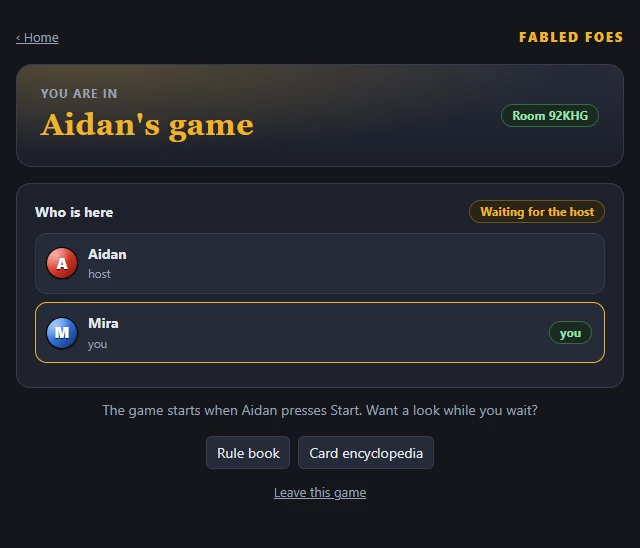 ‹ Home
FABLED FOES
YOU ARE IN
Aidan's game
Room 92KHG
Who is here
Waiting for the host
A
Aidan
host
M
Mira
you
you
The game starts when Aidan presses Start. Want a look while you wait?
Rule book
Card encyclopedia
Leave this game